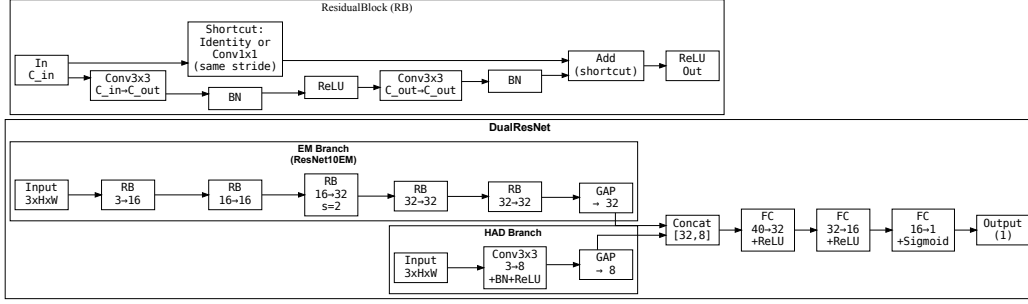 ResidualBlock (RB)
In
C_in
Shortcut:
Identity or
Conv1x1
(same stride)
Conv3x3
C_in→C_out
BN
ReLU
Conv3x3
C_out→C_out
BN
Add
(shortcut)
ReLU
Out
DualResNet
EM Branch
(ResNet10EM)
Input
3xHxW
RB
3→16
RB
16→16
RB
16→32
s=2
RB
32→32
RB
32→32
GAP
→ 32
HAD Branch
Input
3xHxW
Conv3x3
3→8
+BN+ReLU
GAP
→ 8
Concat
[32,8]
FC
40→32
+ReLU
FC
32→16
+ReLU
FC
16→1
+Sigmoid
Output
(1)